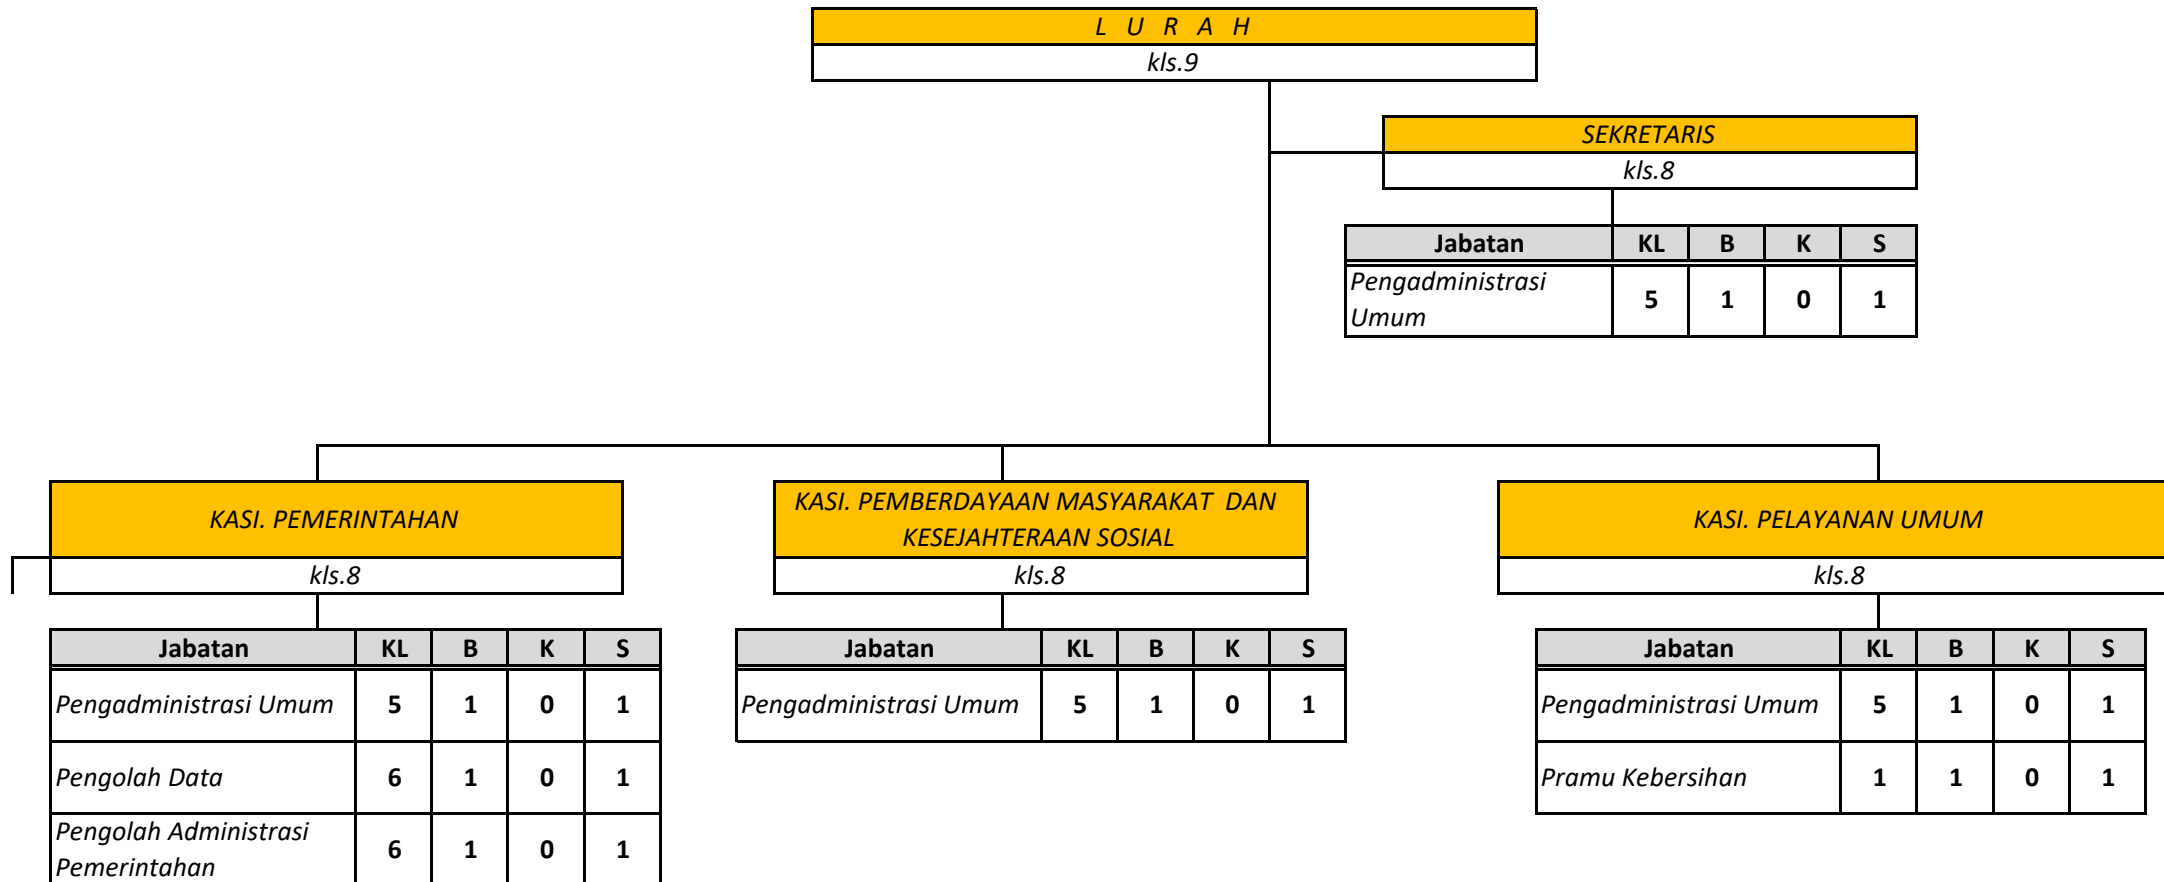 L U R A H
kls.9
SEKRETARIS
kls.8
Jabatan KL B K S
Pengadministrasi
Umum 5 1 0 1
KASI. PEMERINTAHAN
kls.8
Jabatan KL B K S
Pengadministrasi Umum 5 1 0 1
Pengolah Data 6 1 0 1
Pengolah Administrasi
Pemerintahan 6 1 0 1
KASI. PEMBERDAYAAN MASYARAKAT DAN
KESEJAHTERAAN SOSIAL
kls.8
Jabatan KL B K S
Pengadministrasi Umum 5 1 0 1
KASI. PELAYANAN UMUM
kls.8
Jabatan KL B K S
Pengadministrasi Umum 5 1 0 1
Pramu Kebersihan 1 1 0 1